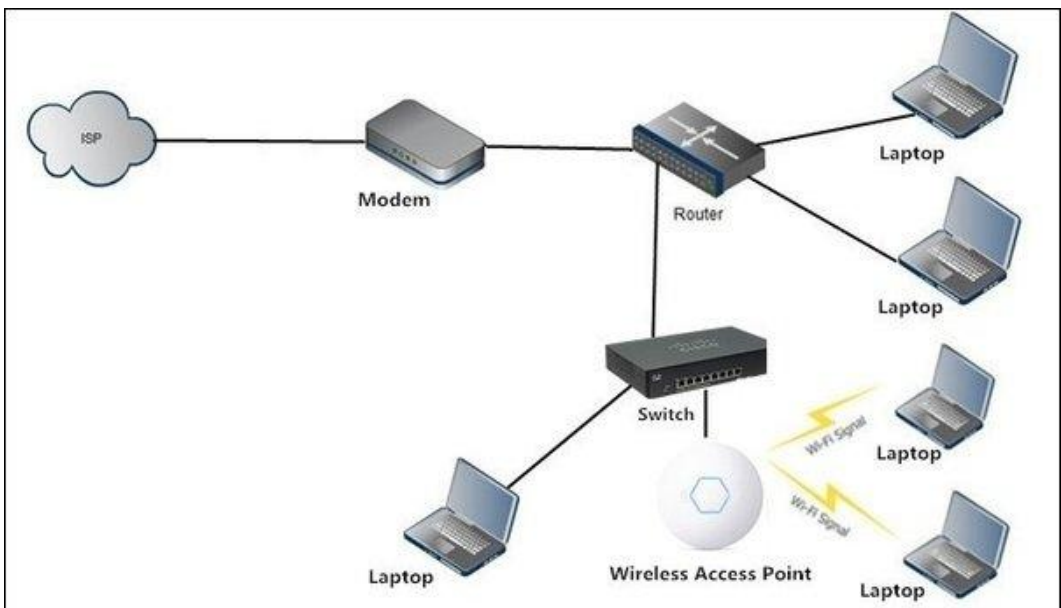 ISP
Modem
Router
Laptop
Laptop
Switch
Wi-Fi Signal
Laptop
Wi-Fi Signal
Laptop
Wireless Access Point
Laptop